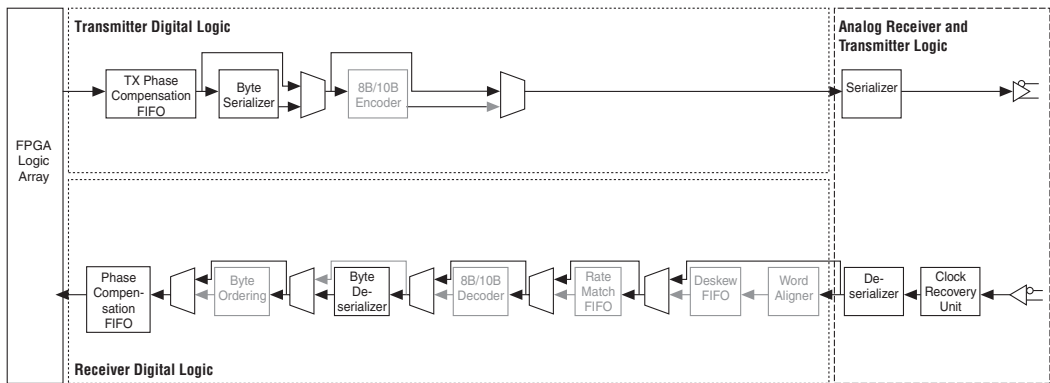 Transmitter Digital Logic
Analog Receiver and
Transmitter Logic
TX Phase
Compensation
FIFO
Byte
Serializer
8B/10B
Encoder
Serializer
FPGA
Logic
Array
Phase
Compen-
sation
FIFO
Byte
Ordering
Byte
De-
serializer
8B/10B
Decoder
Rate
Match
FIFO
Deskew
FIFO
Word
Aligner
De-
serializer
Clock
Recovery
Unit
Receiver Digital Logic